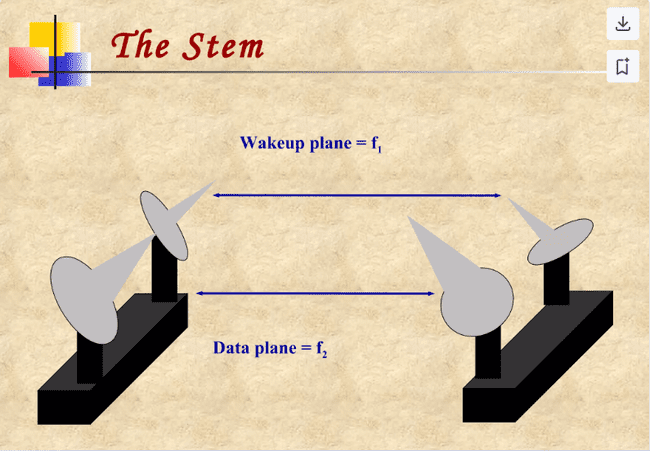 The Stem
Wakeup plane = f₁
Data plane = f₂